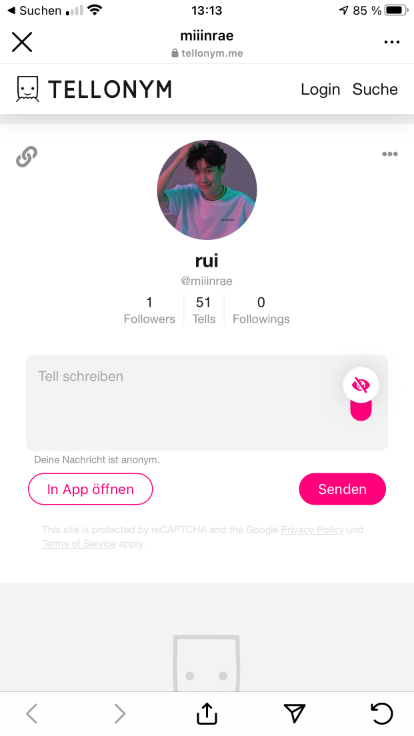 ◀ Suchen 13:13 85 %
miiinrae
tellonym.me
TELLONYM Login Suche
rui
@miiinrae
1 51 0
Followers Tells Followings
Tell schreiben
Deine Nachricht ist anonym.
In App öffnen Senden
This site is protected by reCAPTCHA and the Google Privacy Policy und
Terms of Service apply.